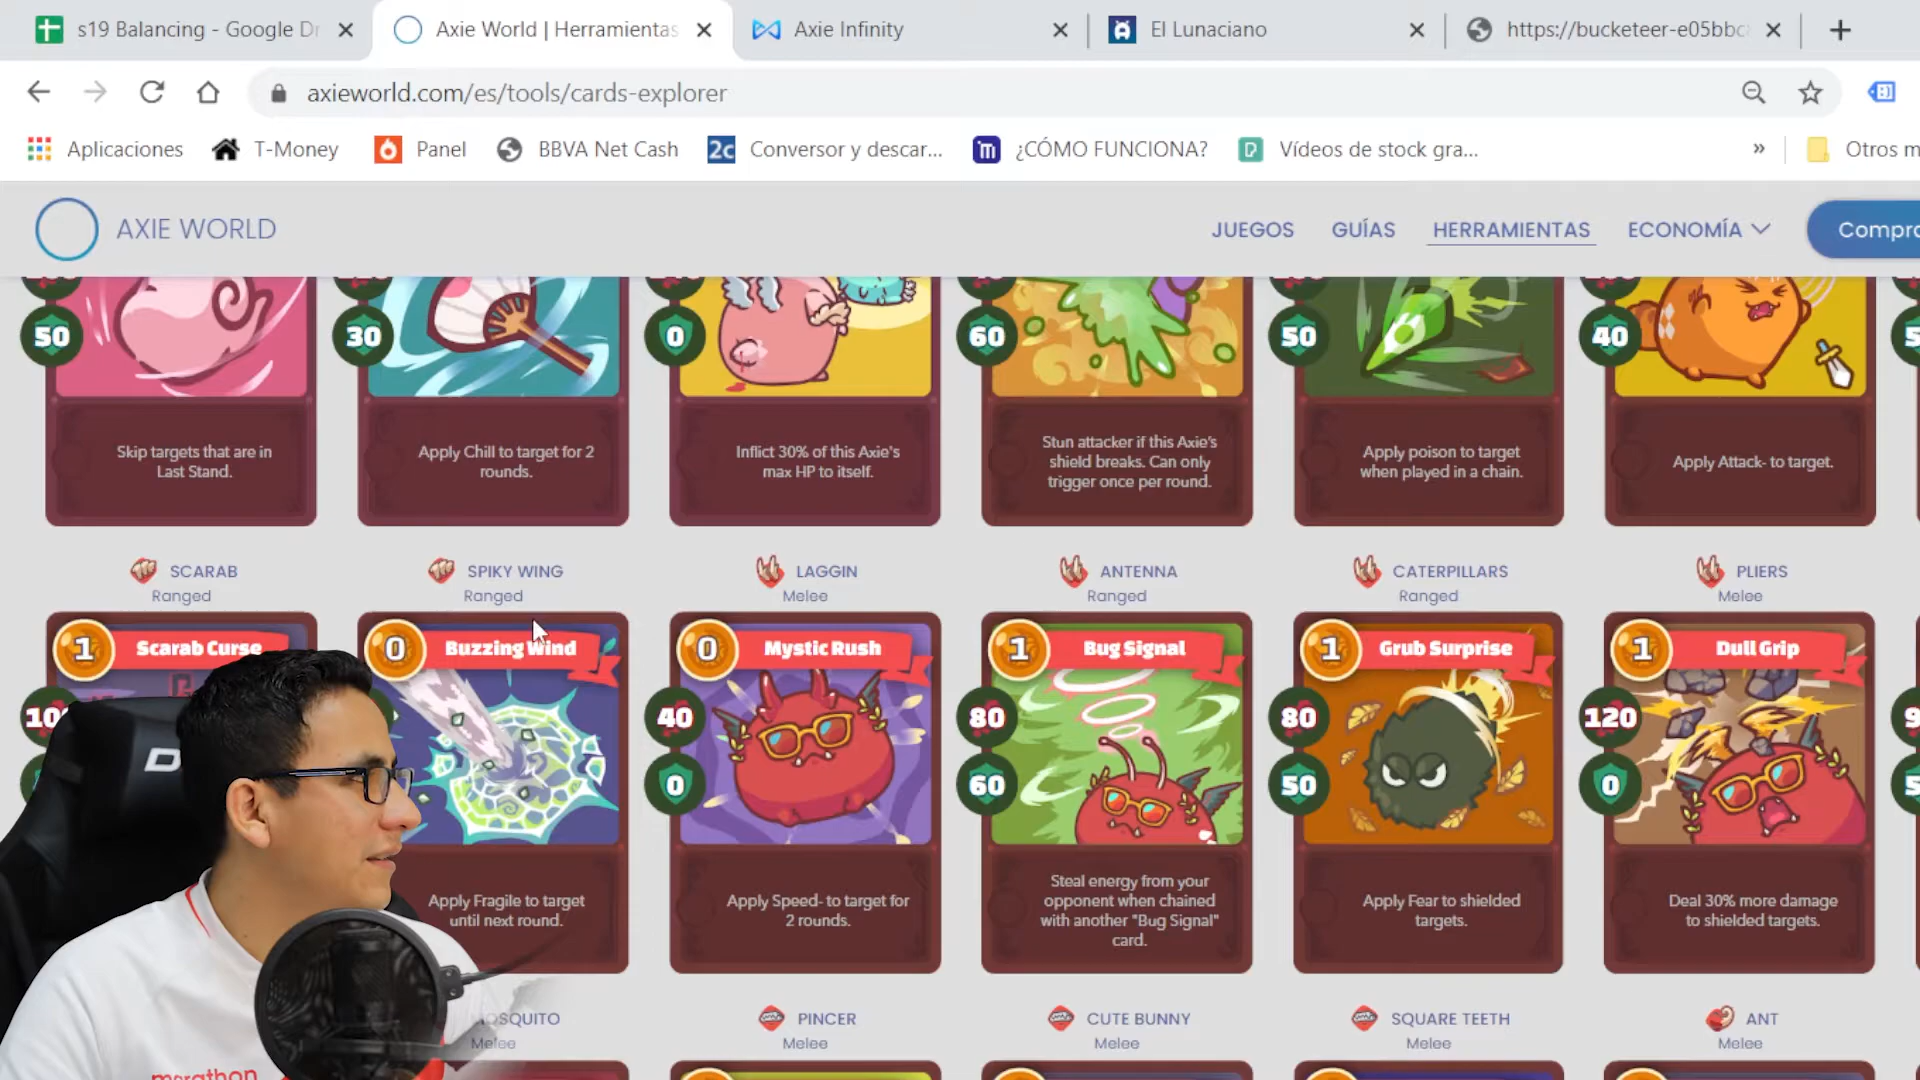 s19 Balancing - Google Dr
Axie World | Herramientas
Axie Infinity
El Lunaciano
https://bucketeer-e05bbc
axieworld.com/es/tools/cards-explorer
Aplicaciones
T-Money
Panel
BBVA Net Cash
2c
Conversor y descar...
¿CÓMO FUNCIONA?
Vídeos de stock gra...
»
Otros m
AXIE WORLD
JUEGOS
GUÍAS
HERRAMIENTAS
ECONOMÍA
Compra
50
30
0
60
50
40
Skip targets that are in
Last Stand.
Apply Chill to target for 2
rounds.
Inflict 30% of this Axie's
max HP to itself.
Stun attacker if this Axie's
shield breaks. Can only
trigger once per round.
Apply poison to target
when played in a chain.
Apply Attack- to target.
SCARAB
Ranged
SPIKY WING
Ranged
LAGGIN
Melee
ANTENNA
Ranged
CATERPILLARS
Ranged
PLIERS
Melee
1
Scarab Curse
0
Buzzing Wind
0
Mystic Rush
1
Bug Signal
1
Grub Surprise
1
Dull Grip
40
80
80
120
0
60
50
0
Apply Fragile to target
until next round.
Apply Speed- to target for
2 rounds.
Steal energy from your
opponent when chained
with another "Bug Signal"
card.
Apply Fear to shielded
targets.
Deal 30% more damage
to shielded targets.
Melee
PINCER
Melee
CUTE BUNNY
Melee
SQUARE TEETH
Melee
ANT
Melee